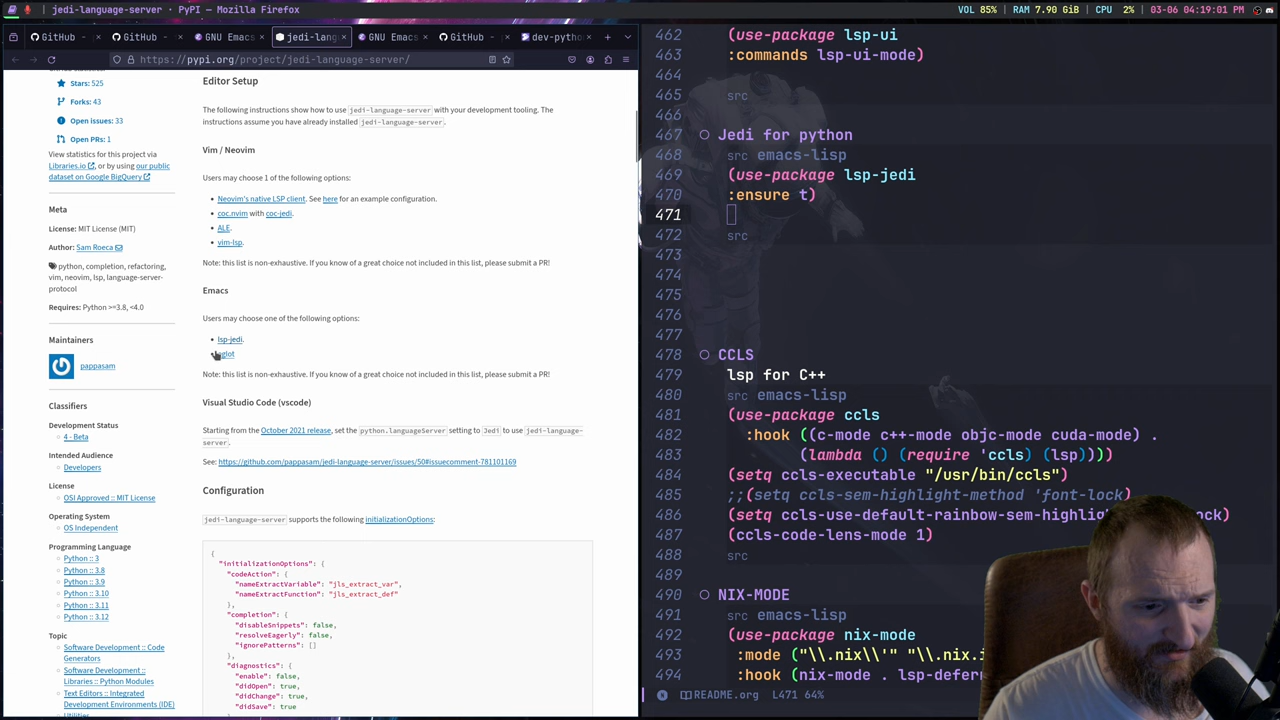 jedi-language-server · PyPI — Mozilla Firefox
VOL 85% | RAM 7.90 GiB | CPU 2% | 03-06 04:19:01 PM
GitHub -
GitHub -
GNU Emacs
jedi-lang
GNU Emacs
GitHub -
dev-pytho
https://pypi.org/project/jedi-language-server/
Stars: 525
Forks: 43
Open issues: 33
Open PRs: 1
View statistics for this project via
Libraries.io, or by using our public
dataset on Google BigQuery
Meta
License: MIT License (MIT)
Author: Sam Roeca
python, completion, refactoring,
vim, neovim, lsp, language-server-
protocol
Requires: Python >=3.8, <4.0
Maintainers
pappasam
Classifiers
Development Status
4 - Beta
Intended Audience
Developers
License
OSI Approved :: MIT License
Operating System
OS Independent
Programming Language
Python :: 3
Python :: 3.8
Python :: 3.9
Python :: 3.10
Python :: 3.11
Python :: 3.12
Topic
Software Development :: Code
Generators
Software Development ::
Libraries :: Python Modules
Text Editors :: Integrated
Development Environments (IDE)
Utilities
Editor Setup
The following instructions show how to use jedi-language-server with your development tooling. The
instructions assume you have already installed jedi-language-server.
Vim / Neovim
Users may choose 1 of the following options:
Neovim's native LSP client. See here for an example configuration.
coc.nvim with coc-jedi.
ALE.
vim-lsp.
Note: this list is non-exhaustive. If you know of a great choice not included in this list, please submit a PR!
Emacs
Users may choose one of the following options:
lsp-jedi.
eglot
Note: this list is non-exhaustive. If you know of a great choice not included in this list, please submit a PR!
Visual Studio Code (vscode)
Starting from the October 2021 release, set the python.languageServer setting to Jedi to use jedi-language-
server.
See: https://github.com/pappasam/jedi-language-server/issues/50#issuecomment-781101169
Configuration
jedi-language-server supports the following initializationOptions:
{
"initializationOptions": {
"codeAction": {
"nameExtractVariable": "jls_extract_var",
"nameExtractFunction": "jls_extract_def"
},
"completion": {
"disableSnippets": false,
"resolveEagerly": false,
"ignorePatterns": []
},
"diagnostics": {
"enable": false,
"didOpen": true,
"didChange": true,
"didSave": true
462 (use-package lsp-ui
463 :commands lsp-ui-mode)
464
465 src
466
467 Jedi for python
468 src emacs-lisp
469 (use-package lsp-jedi
470 :ensure t)
471
472 src
473
474
475
476
477
478 CCLS
479 lsp for C++
480 src emacs-lisp
481 (use-package ccls
482 :hook ((c-mode c++-mode objc-mode cuda-mode) .
483 (lambda () (require 'ccls) (lsp))))
484 (setq ccls-executable "/usr/bin/ccls")
485 ;;(setq ccls-sem-highlight-method 'font-lock)
486 (setq ccls-use-default-rainbow-sem-highlig
487 (ccls-code-lens-mode 1)
488 src
489
490 NIX-MODE
491 src emacs-lisp
492 (use-package nix-mode
493 :mode ("\\.nix\\'" "\\.nix.i
494 :hook (nix-mode . lsp-defer
README.org L471 64%